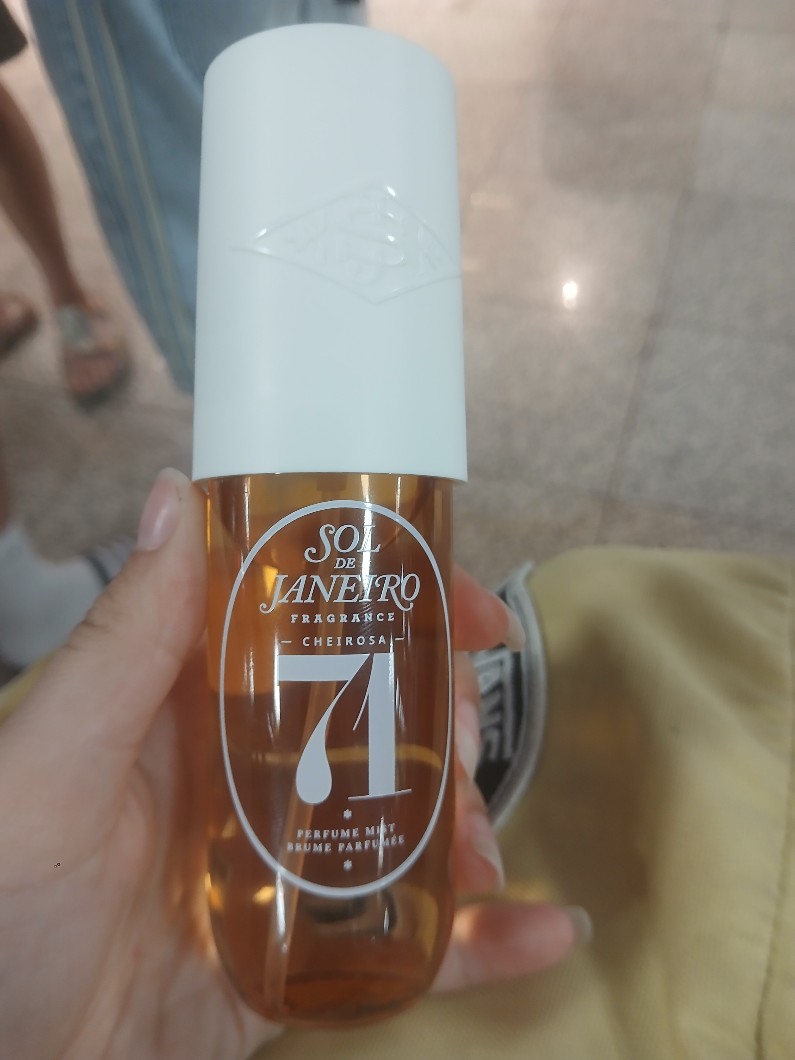 SOL
DE
JANEIRO
FRAGRANCE
CHEIROSA
71
PERFUME MIST
BRUME PARFUMÉE